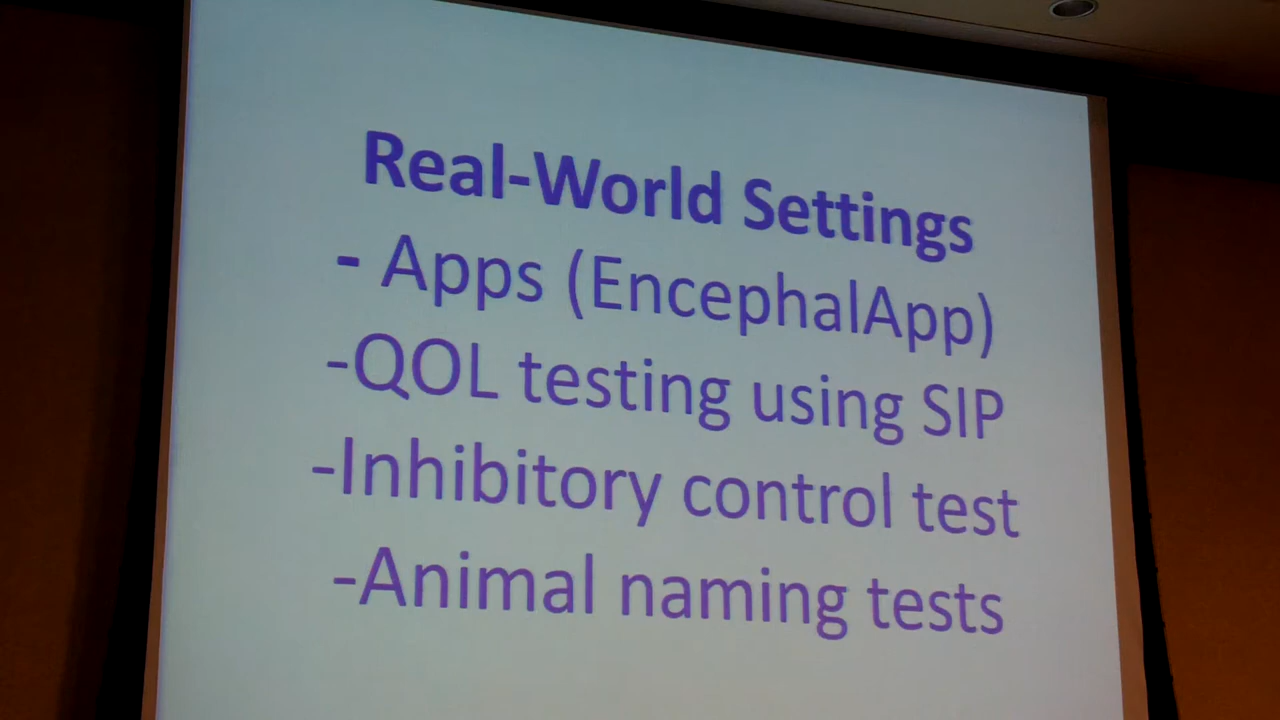 Real-World Settings
- Apps (EncephalApp)
-QOL testing using SIP
-Inhibitory control test
-Animal naming tests